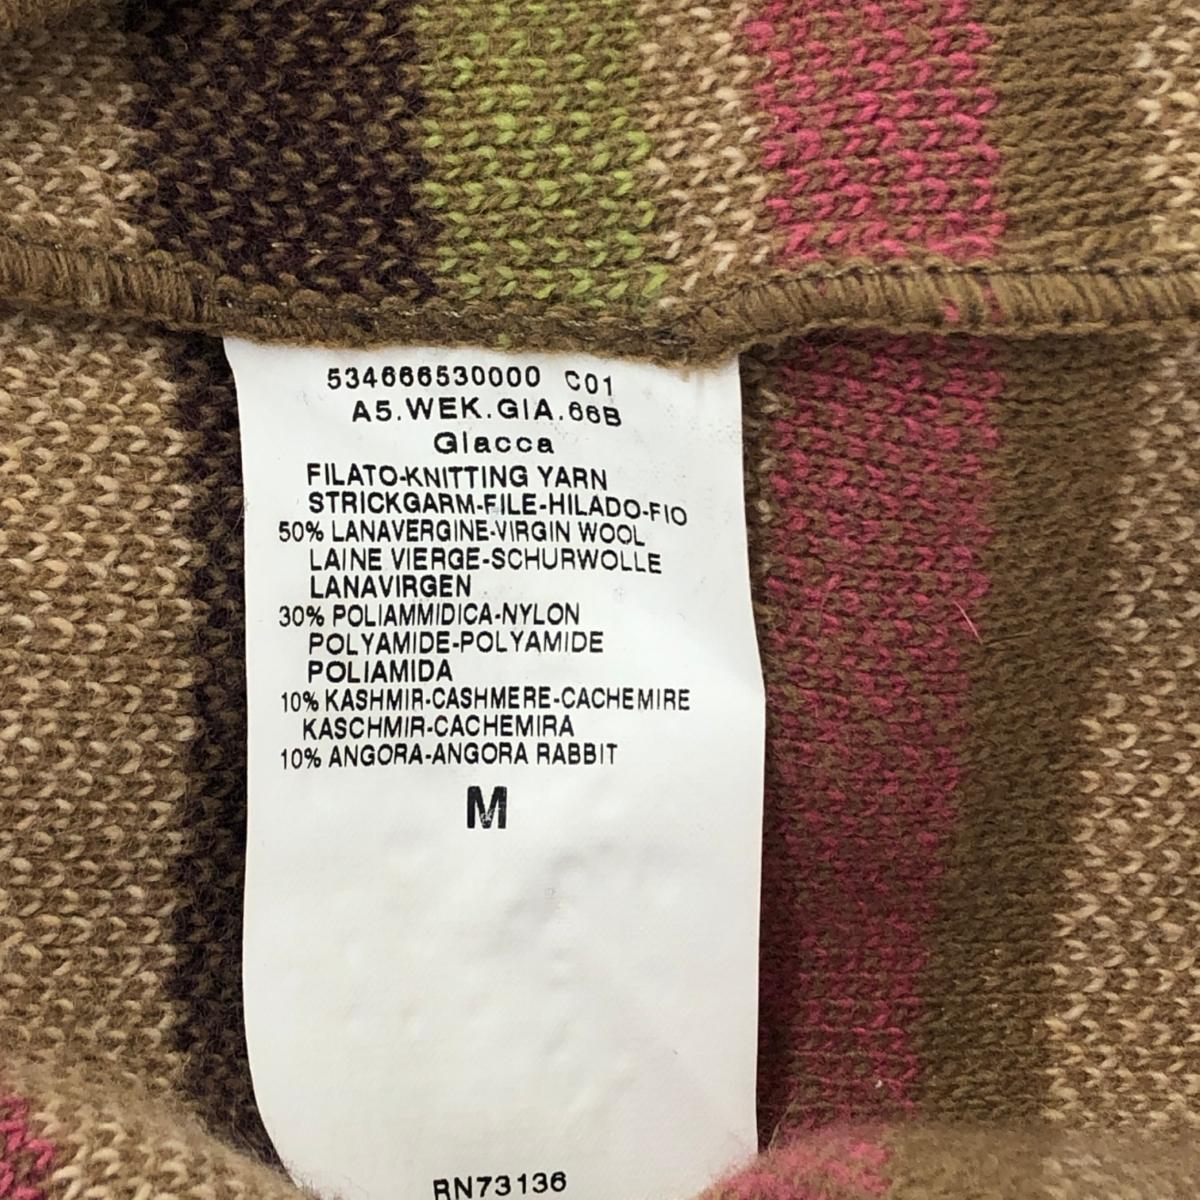 534666530000 C01
A5.WEK.GIA.66B
Giacca
FILATO-KNITTING YARN
STRICKGARM-FILE-HILADO-FIO
50% LANAVERGINE-VIRGIN WOOL
LAINE VIERGE-SCHURWOLLE
LANAVIRGEN
30% POLIAMMIDICA-NYLON
POLYAMIDE-POLYAMIDE
POLIAMIDA
10% KASHMIR-CASHMERE-CACHEMIRE
KASCHMIR-CACHEMIRA
10% ANGORA-ANGORA RABBIT
M
RN73136